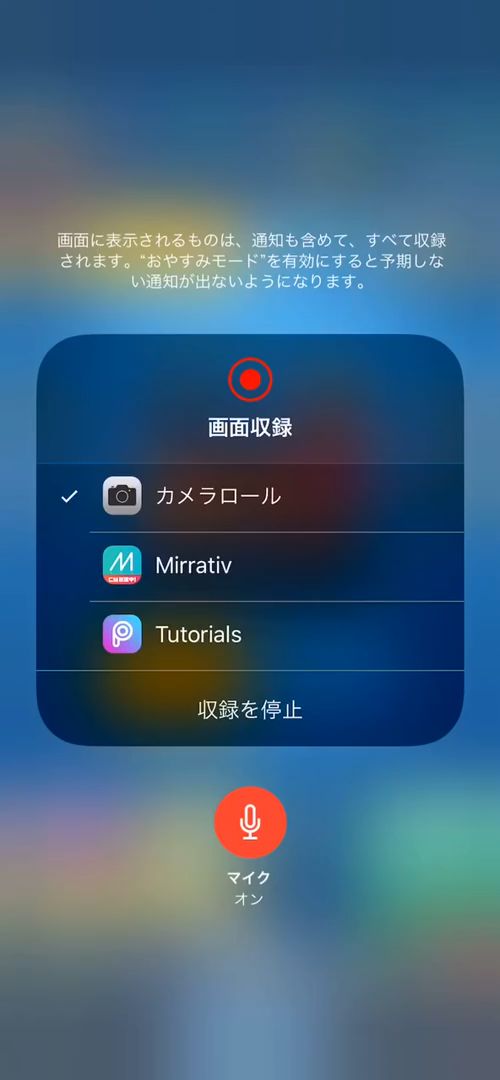 画面に表示されるものは、通知も含めて、すべて収録
されます。“おやすみモード”を有効にすると予期しな
い通知が出ないようになります。
画面収録
カメラロール
Mirrativ
Tutorials
収録を停止
マイク
オン